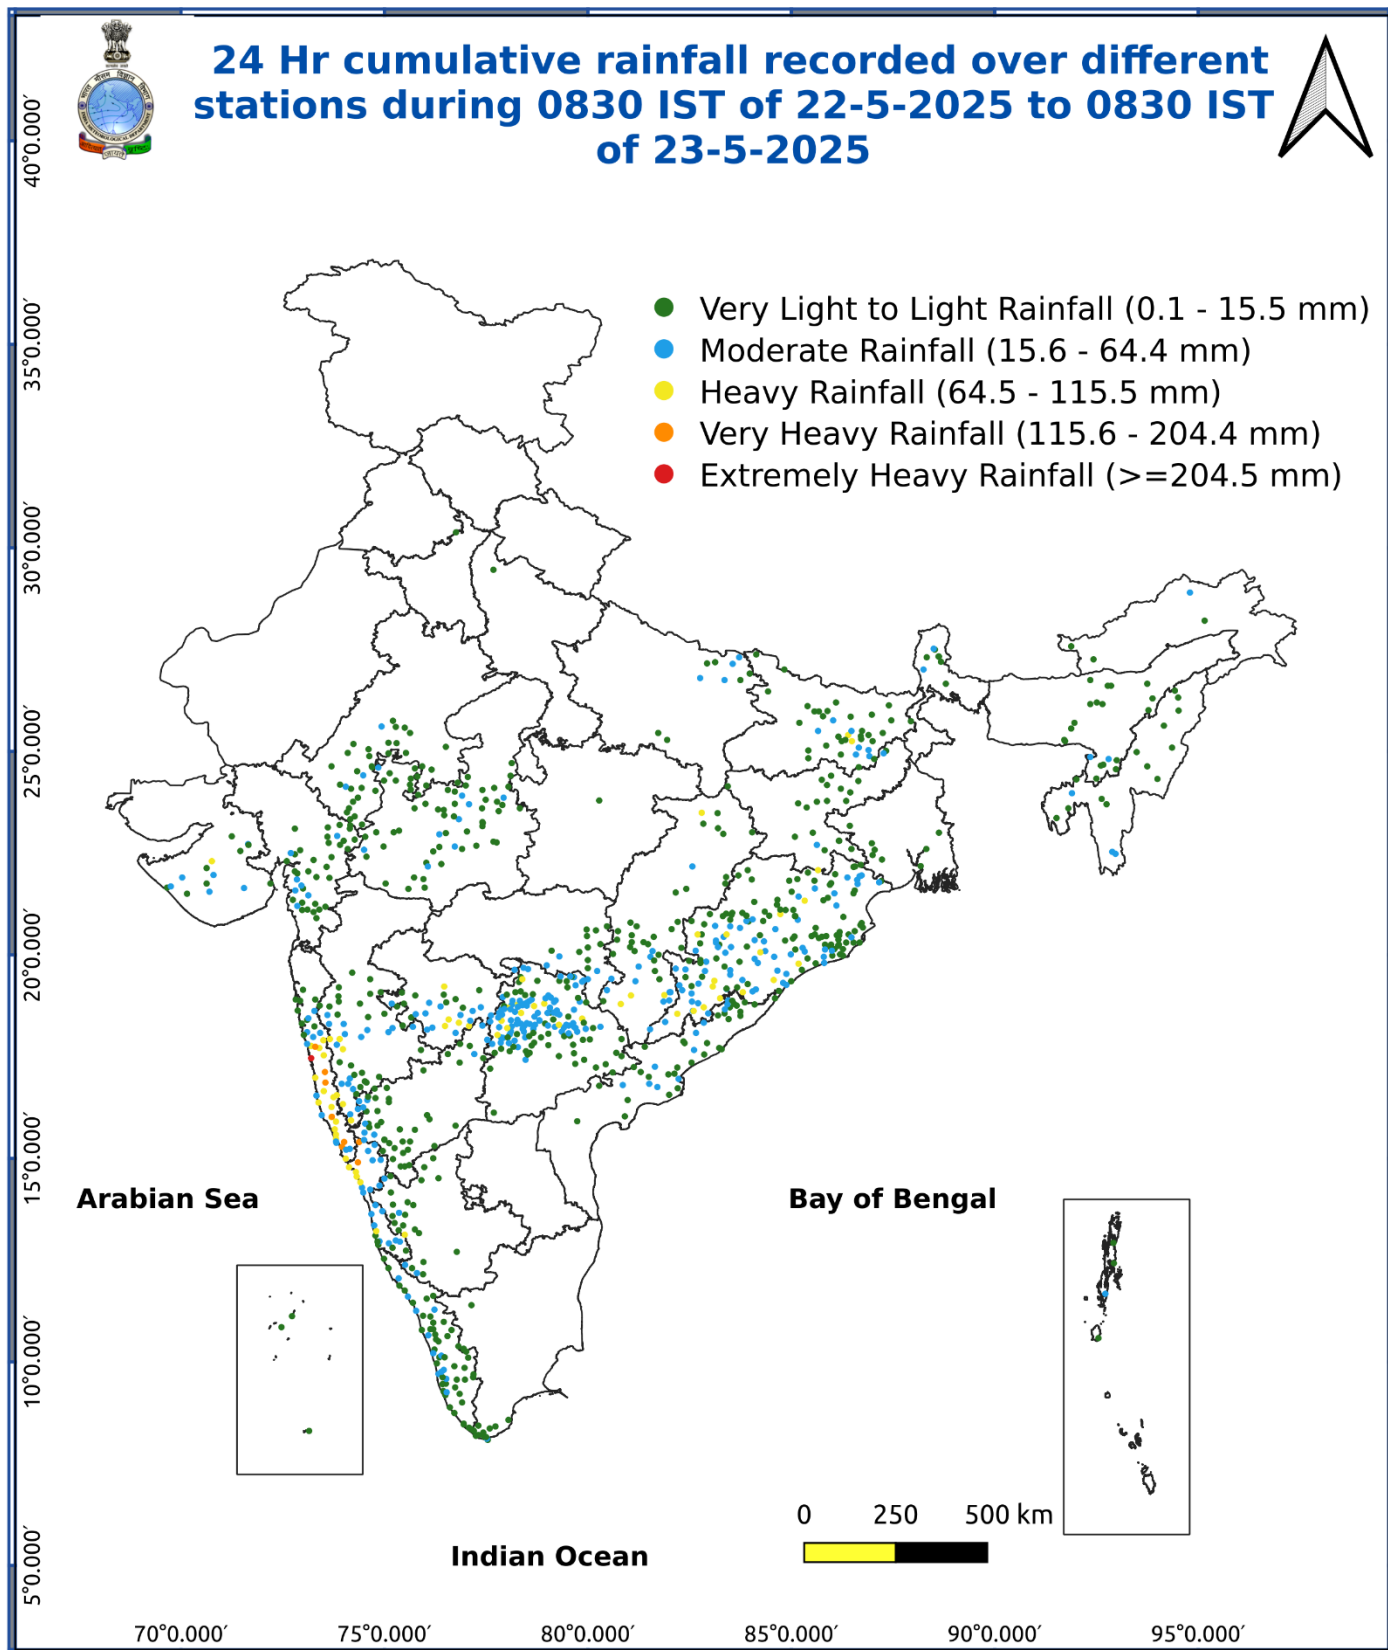 24 Hr cumulative rainfall recorded over different
stations during 0830 IST of 22-5-2025 to 0830 IST
of 23-5-2025
Very Light to Light Rainfall (0.1 - 15.5 mm)
Moderate Rainfall (15.6 - 64.4 mm)
Heavy Rainfall (64.5 - 115.5 mm)
Very Heavy Rainfall (115.6 - 204.4 mm)
Extremely Heavy Rainfall (>=204.5 mm)
40°0.000′
35°0.000′
30°0.000′
25°0.000′
20°0.000′
15°0.000′
10°0.000′
5°0.000′
Arabian Sea
Bay of Bengal
Indian Ocean
0 250 500 km
70°0.000′ 75°0.000′ 80°0.000′ 85°0.000′ 90°0.000′ 95°0.000′